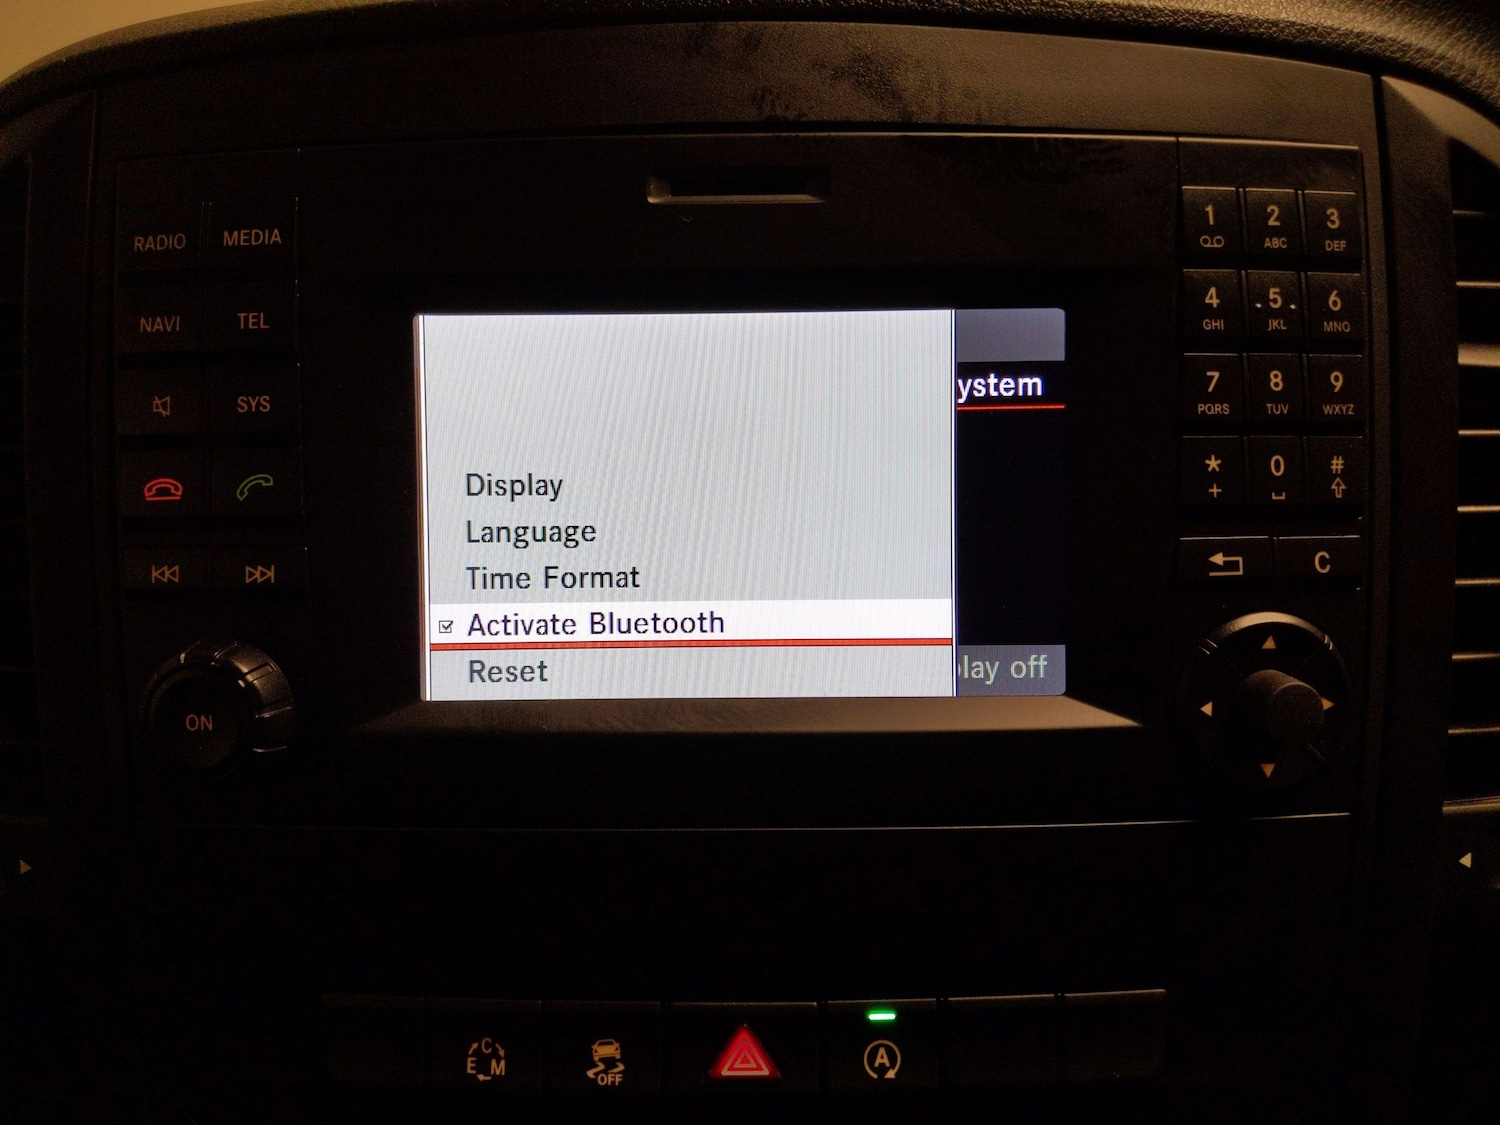 RADIO MEDIA
NAVI TEL
SYS
ON
ystem
Display
Language
Time Format
Activate Bluetooth
Reset
lay off
1 2 3
ABC DEF
4 5 6
GHI JKL MNO
7 8 9
PQRS TUV WXYZ
* 0 #
+
C
C
E M
OFF
A